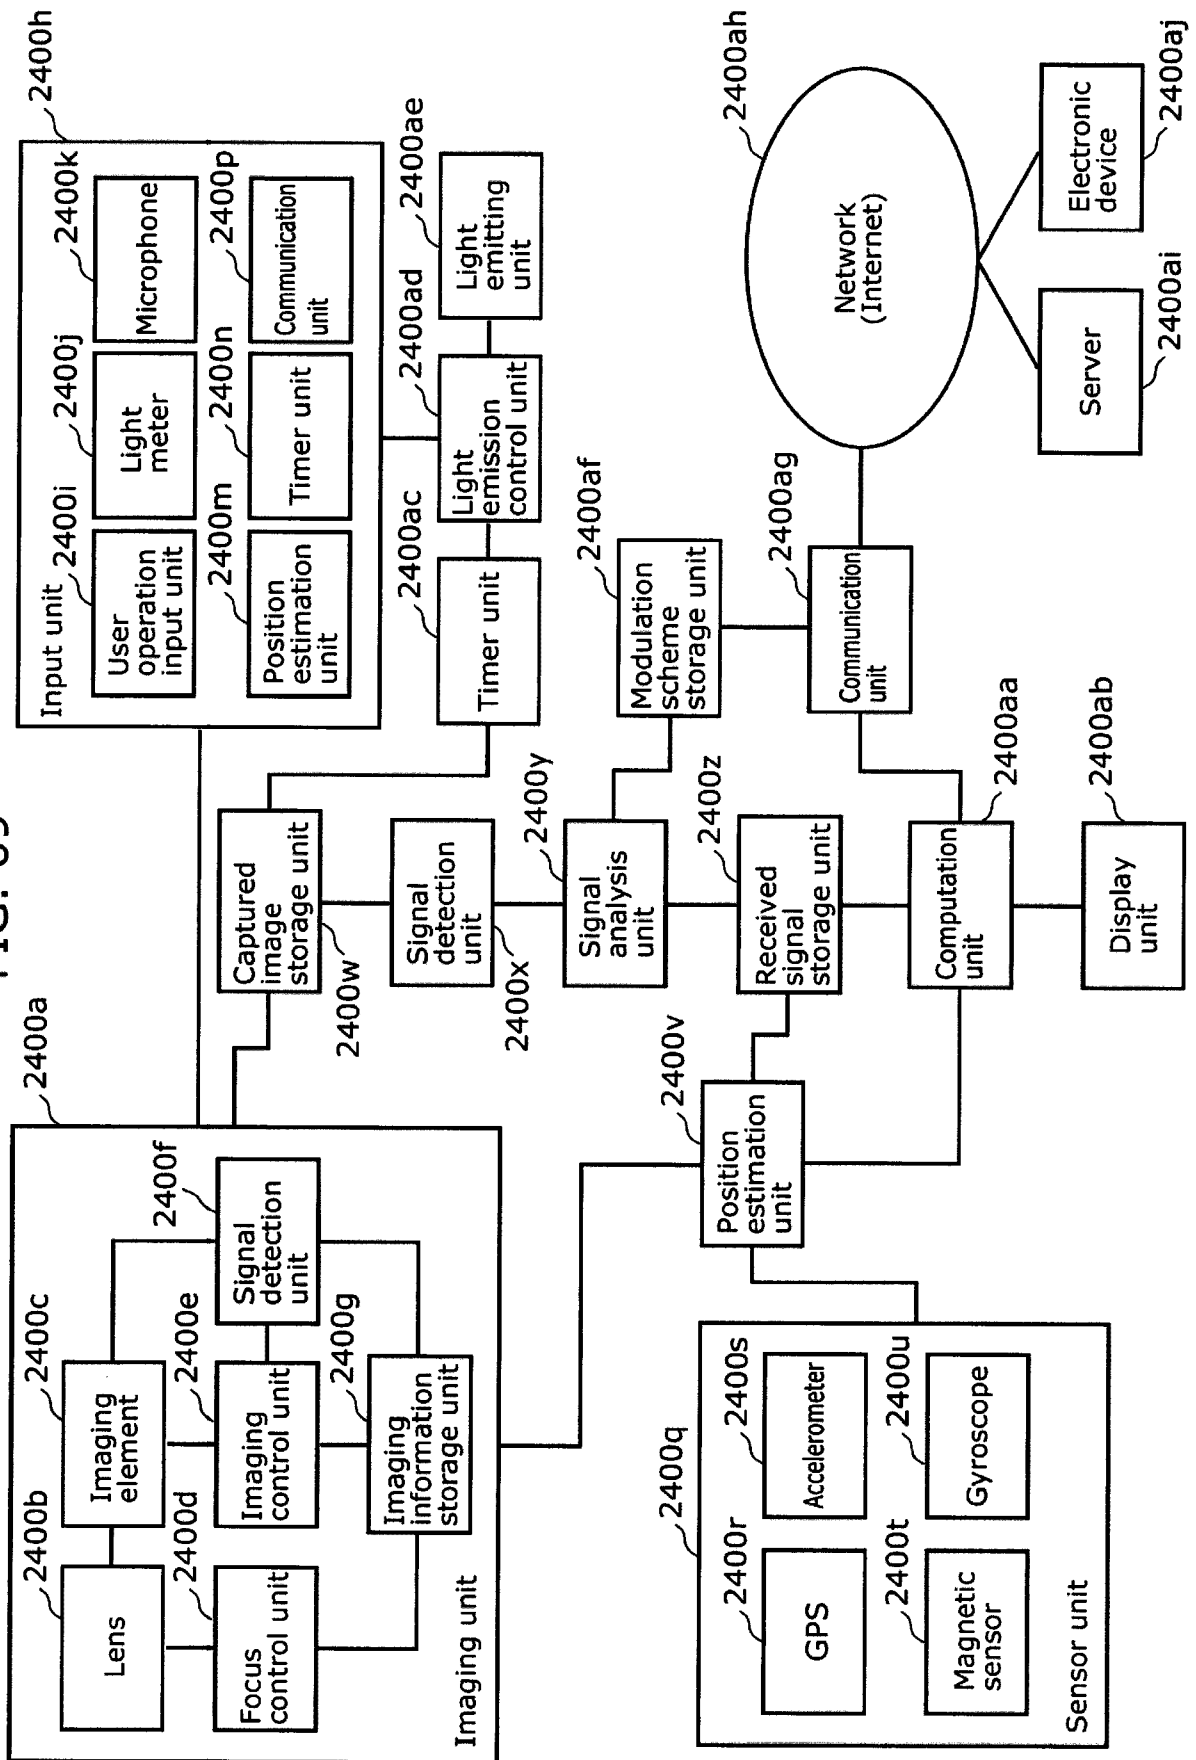 FIG.
2400a
2400b
2400c
Lens
Imaging
element
2400d
2400e
2400f
Focus
control unit
Imaging
control unit
Signal
detection
unit
2400g
Imaging
information
storage unit
Imaging unit
2400h
Input unit
2400i
2400j
2400k
User
operation
input unit
Light
meter
Microphone
2400m
2400n
2400p
Position
estimation
unit
Timer unit
Communication
unit
Captured
image
storage unit
2400w
2400ac
2400ad
2400ae
Timer unit
Light
emission
control unit
Light
emitting
unit
Signal
detection
unit
2400x
2400y
Signal
analysis
unit
2400af
Modulation
scheme
storage unit
2400v
Position
estimation
unit
2400z
Received
signal
storage unit
2400ag
Communication
unit
2400ah
Network
(Internet)
2400q
2400r
2400s
GPS
Accelerometer
2400t
2400u
Magnetic
sensor
Gyroscope
Sensor unit
2400aa
Computation
unit
2400ab
Display
unit
Server
2400ai
Electronic
device
2400aj